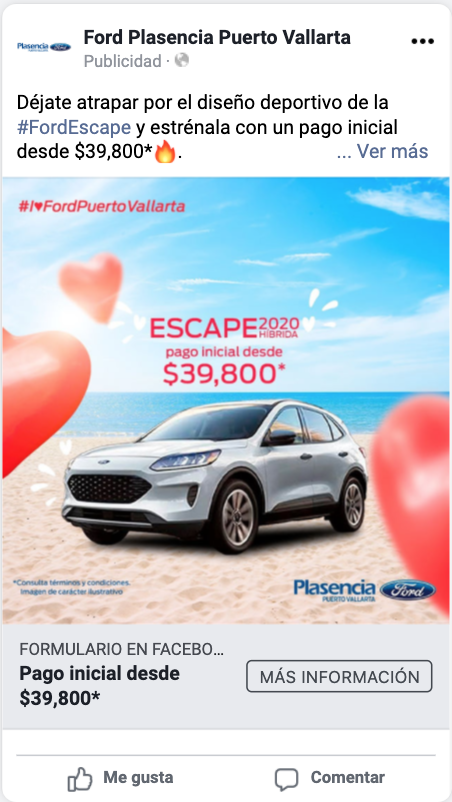 Plasencia Ford
Ford Plasencia Puerto Vallarta
Publicidad ·
Déjate atrapar por el diseño deportivo de la
#FordEscape y estrénala con un pago inicial
desde $39,800*🔥.
... Ver más
#I♥FordPuertoVallarta
ESCAPE 2020
HÍBRIDA
pago inicial desde
$39,800*
*Consulta términos y condiciones.
Imagen de carácter ilustrativo
Plasencia Ford
PUERTO VALLARTA
FORMULARIO EN FACEBO...
Pago inicial desde
$39,800*
MÁS INFORMACIÓN
Me gusta
Comentar